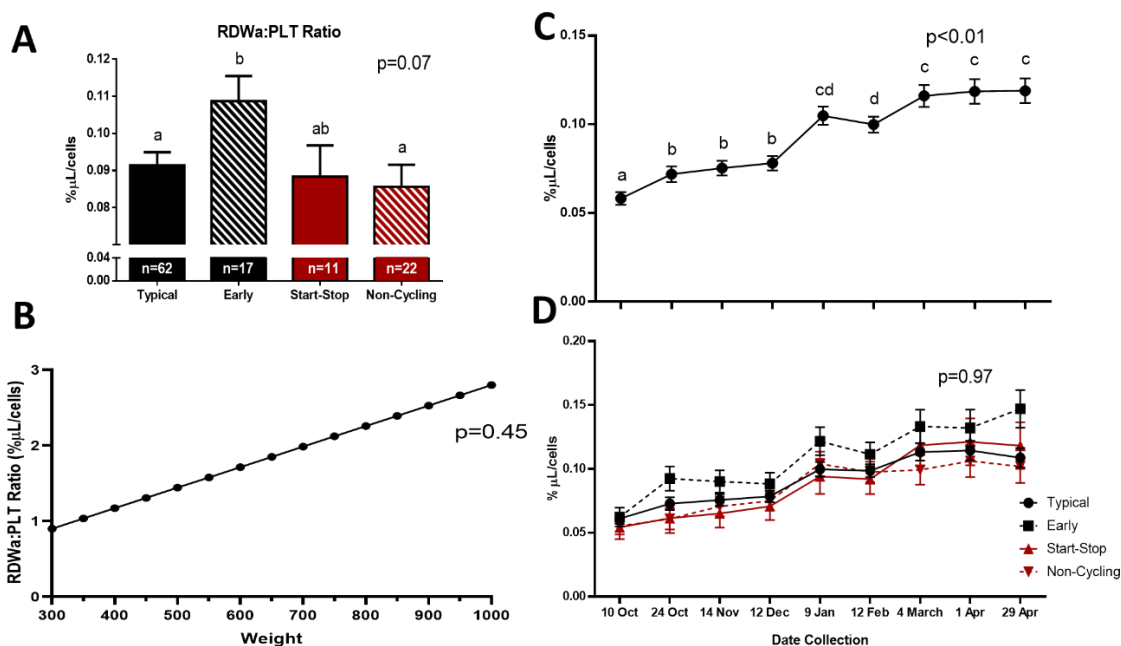 A
RDWa:PLT Ratio
p=0.07
%µL/cells
0.12
0.11
0.10
0.09
0.08
0.04
0.00
a
b
ab
a
n=62
n=17
n=11
n=22
Typical
Early
Start-Stop
Non-Cycling
B
RDWa:PLT Ratio (%µL/cells)
3
2
1
0
p=0.45
300 400 500 600 700 800 900 1000
Weight
C
p<0.01
%µL/cells
0.15
0.10
0.05
0.00
a
b
b
b
cd
d
c
c
c
D
p=0.97
% µL/cells
0.20
0.15
0.10
0.05
0.00
Typical
Early
Start-Stop
Non-Cycling
10 Oct 24 Oct 14 Nov 12 Dec 9 Jan 12 Feb 4 March 1 Apr 29 Apr
Date Collection